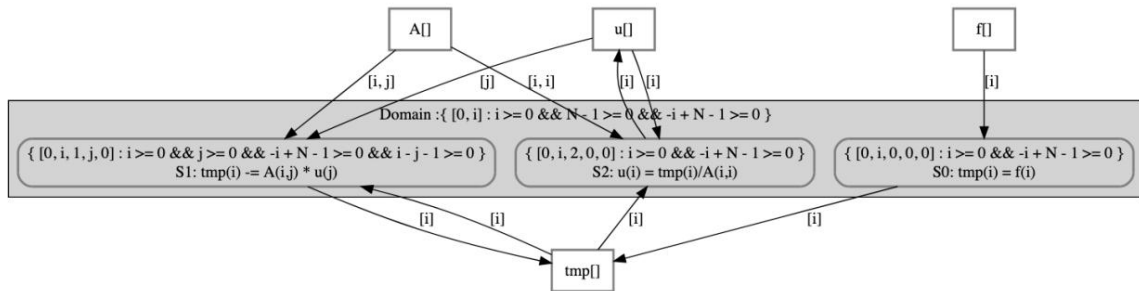 A[]
u[]
f[]
[i, j]
[j]
[i, i]
[i]
[i]
[i]
Domain :{ [0, i] : i >= 0 && N - 1 >= 0 && -i + N - 1 >= 0 }
{ [0, i, 1, j, 0] : i >= 0 && j >= 0 && -i + N - 1 >= 0 && i - j - 1 >= 0 }
S1: tmp(i) -= A(i,j) * u(j)
{ [0, i, 2, 0, 0] : i >= 0 && -i + N - 1 >= 0 }
S2: u(i) = tmp(i)/A(i,i)
{ [0, i, 0, 0, 0] : i >= 0 && -i + N - 1 >= 0 }
S0: tmp(i) = f(i)
[i]
[i]
[i]
[i]
tmp[]